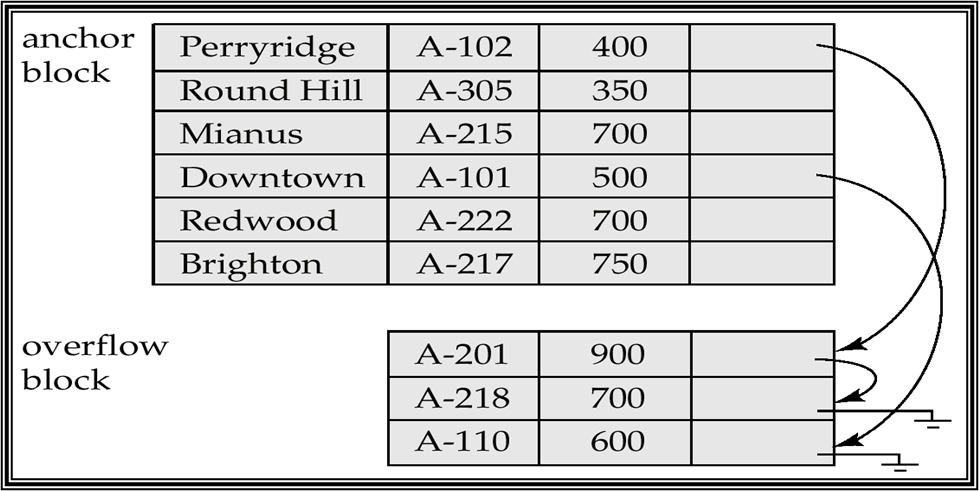 anchor block
Perryridge A-102 400
Round Hill A-305 350
Mianus A-215 700
Downtown A-101 500
Redwood A-222 700
Brighton A-217 750
overflow block
A-201 900
A-218 700
A-110 600